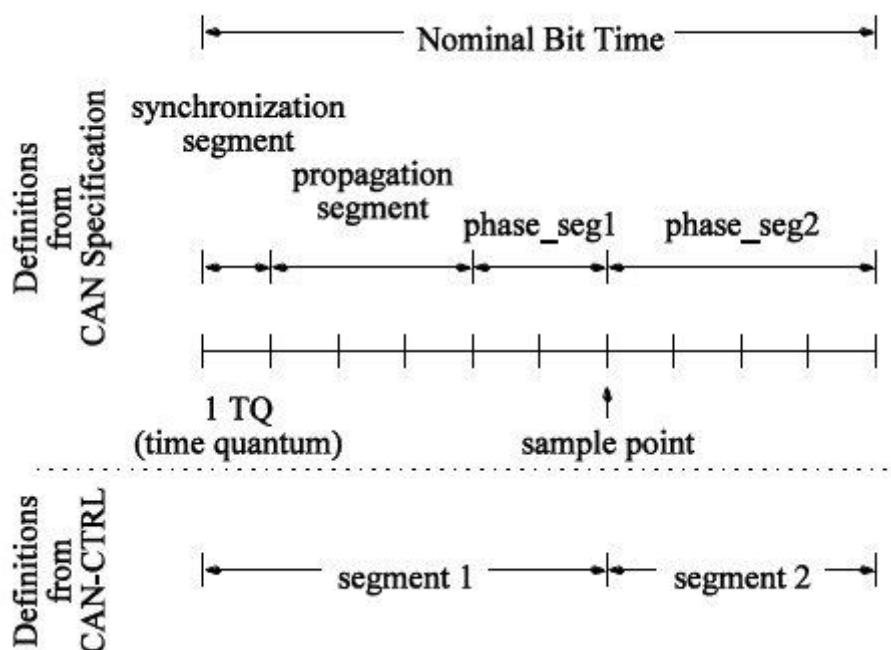 Nominal Bit Time
Definitions
from
CAN Specification
synchronization
segment
propagation
segment
phase_seg1
phase_seg2
1 TQ
(time quantum)
sample point
Definitions
from
CAN-CTRL
segment 1
segment 2